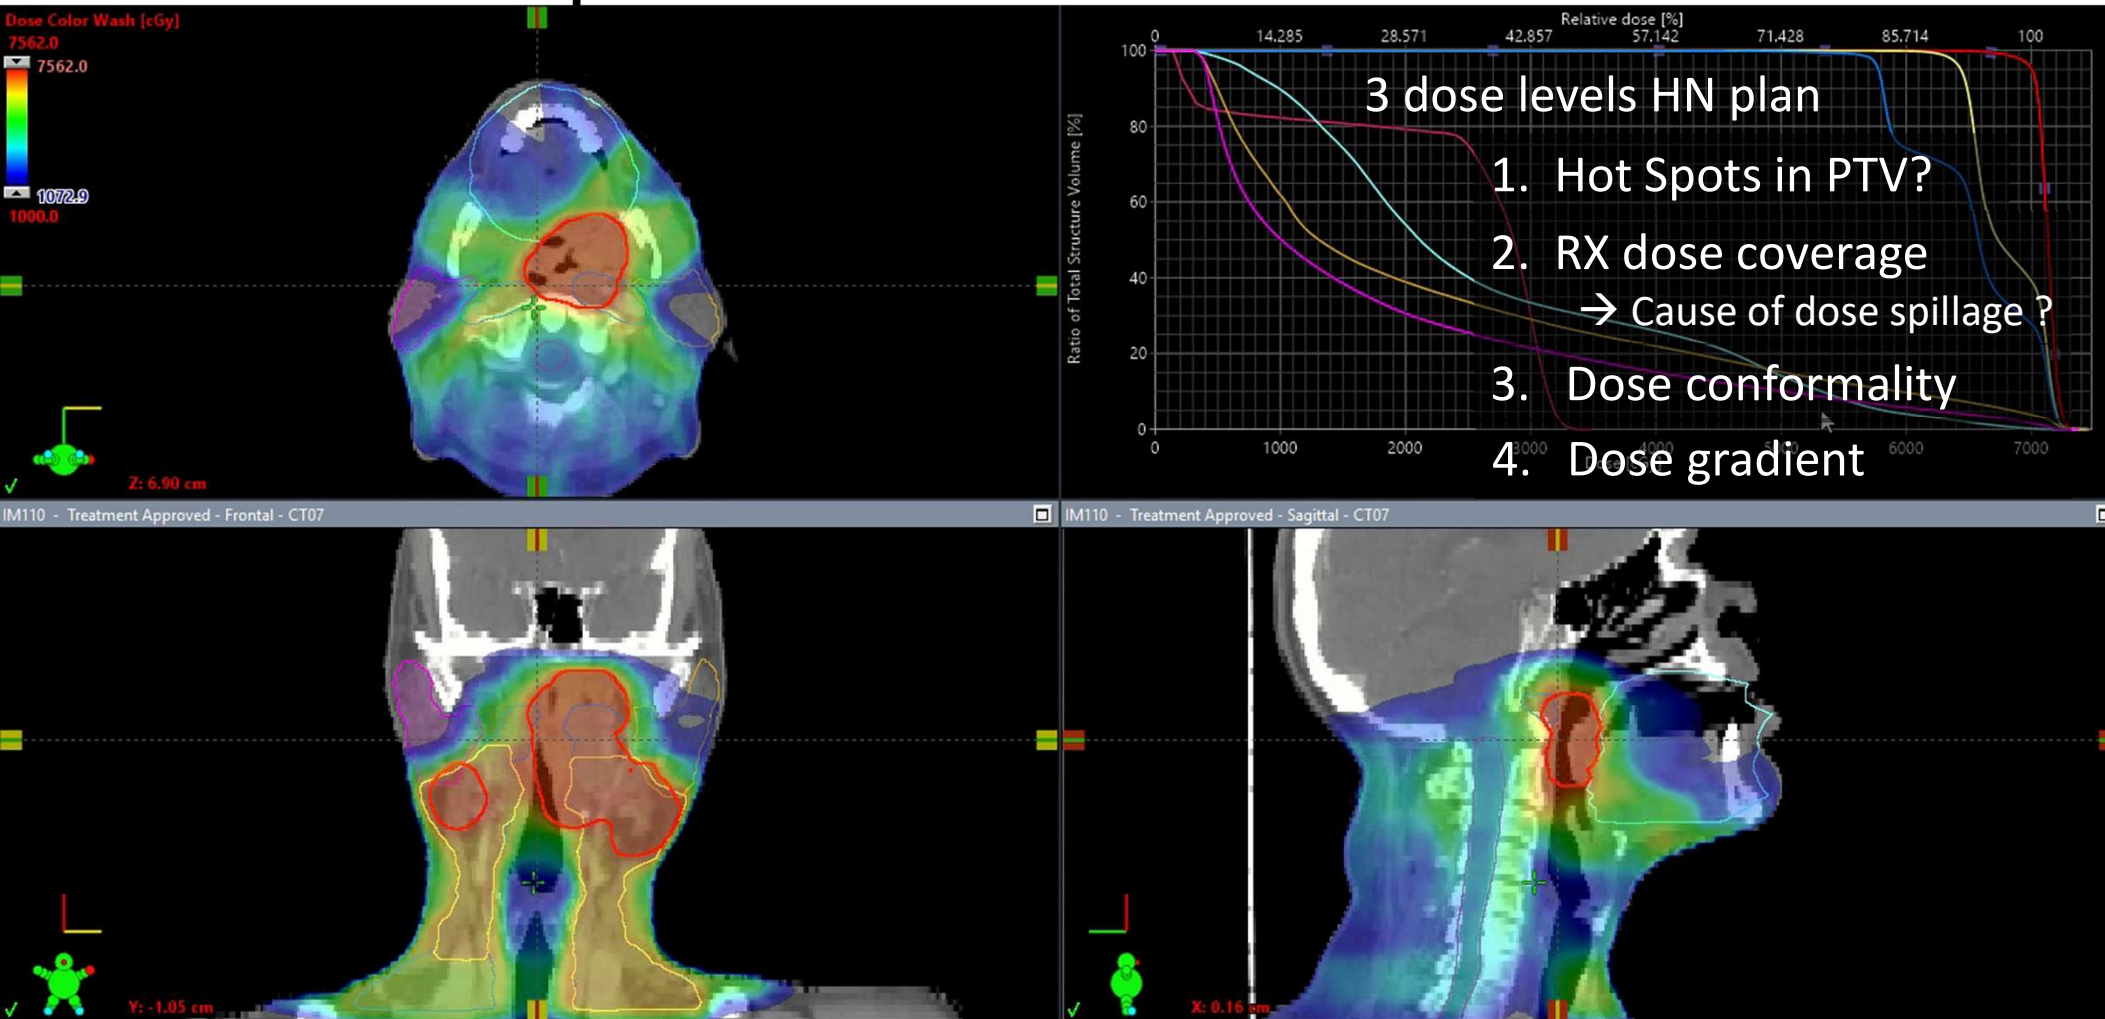 Dose Color Wash [cGy]
7562.0
7562.0
1072.9
1000.0
Z: 6.90 cm
Relative dose [%]
0 14.285 28.571 42.857 57.142 71.428 85.714 100
Ratio of Total Structure Volume [%]
100
80
60
40
20
0
0 1000 2000 3000 4000 6000 7000
3 dose levels HN plan
1. Hot Spots in PTV?
2. RX dose coverage
→ Cause of dose spillage ?
3. Dose conformality
4. Dose gradient
IM110 - Treatment Approved - Frontal - CT07
Y: -1.05 cm
IM110 - Treatment Approved - Sagittal - CT07
X: 0.16 cm